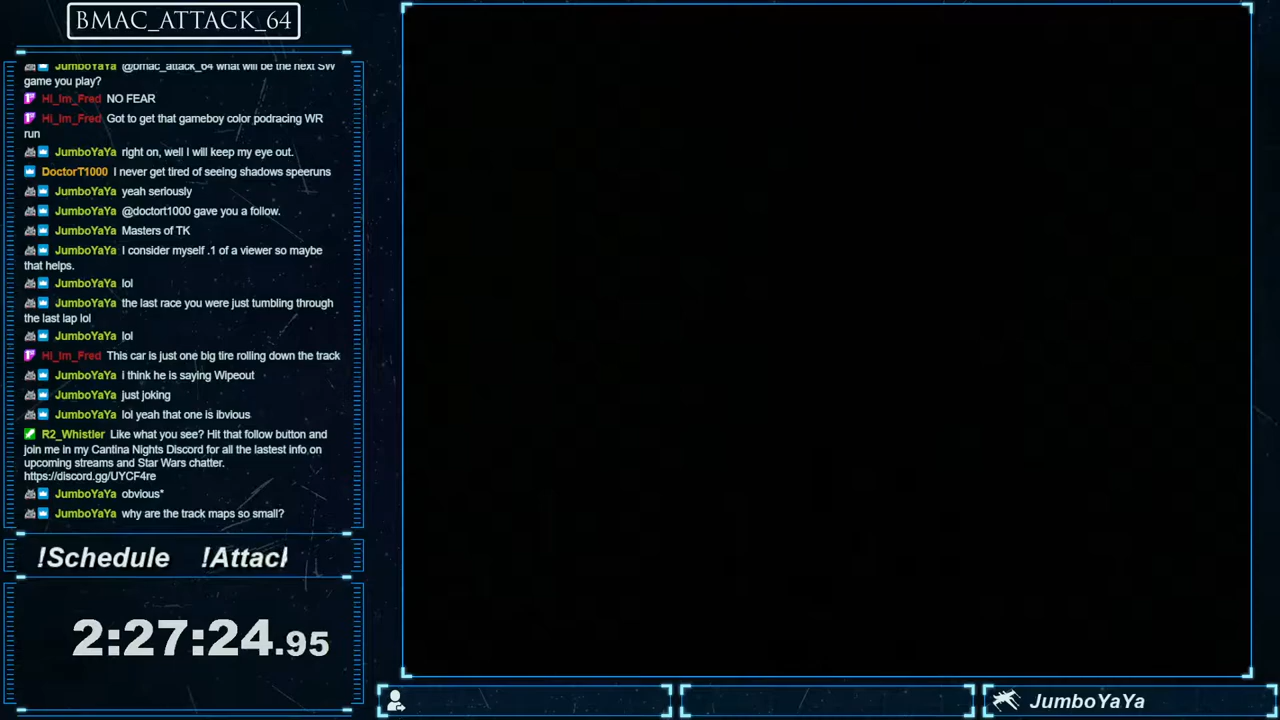 BMAC_ATTACK_64
JumboYaYa @bmac_attack_64 what will be the next SW
game you play?
Hi_Im_Fred NO FEAR
Hi_Im_Fred Got to get that gameboy color podracing WR
run
JumboYaYa right on, well I will keep my eye out.
DoctorT1000 I never get tired of seeing shadows speeruns
JumboYaYa yeah seriously
JumboYaYa @doctort1000 gave you a follow.
JumboYaYa Masters of TK
JumboYaYa I consider myself .1 of a viewer so maybe
that helps.
JumboYaYa lol
JumboYaYa the last race you were just tumbling through
the last lap lol
JumboYaYa lol
Hi_Im_Fred This car is just one big tire rolling down the track
JumboYaYa i think he is saying Wipeout
JumboYaYa just joking
JumboYaYa lol yeah that one is ibvious
R2_Whistler Like what you see? Hit that follow button and
join me in my Cantina Nights Discord for all the lastest info on
upcoming streams and Star Wars chatter.
https://discord.gg/UYCF4re
JumboYaYa obvious*
JumboYaYa why are the track maps so small?
!Schedule !Attack
2:27:24.95
JumboYaYa